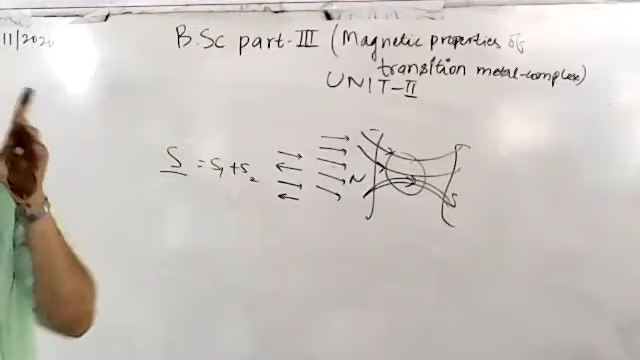 11/2020
B.Sc part-III (Magnetic properties of
transition metal-complex)
UNIT-II
S = S₁ + S₂
N
S